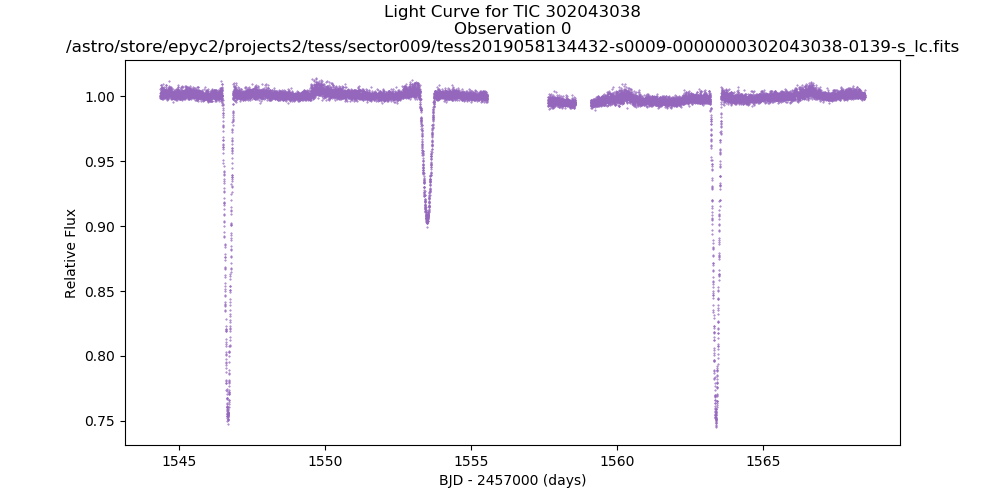 Light Curve for TIC 302043038
Observation 0
/astro/store/epyc2/projects2/tess/sector009/tess2019058134432-s0009-0000000302043038-0139-s_lc.fits
1.00
0.95
0.90
0.85
0.80
0.75
Relative Flux
1545
1550
1555
1560
1565
BJD - 2457000 (days)